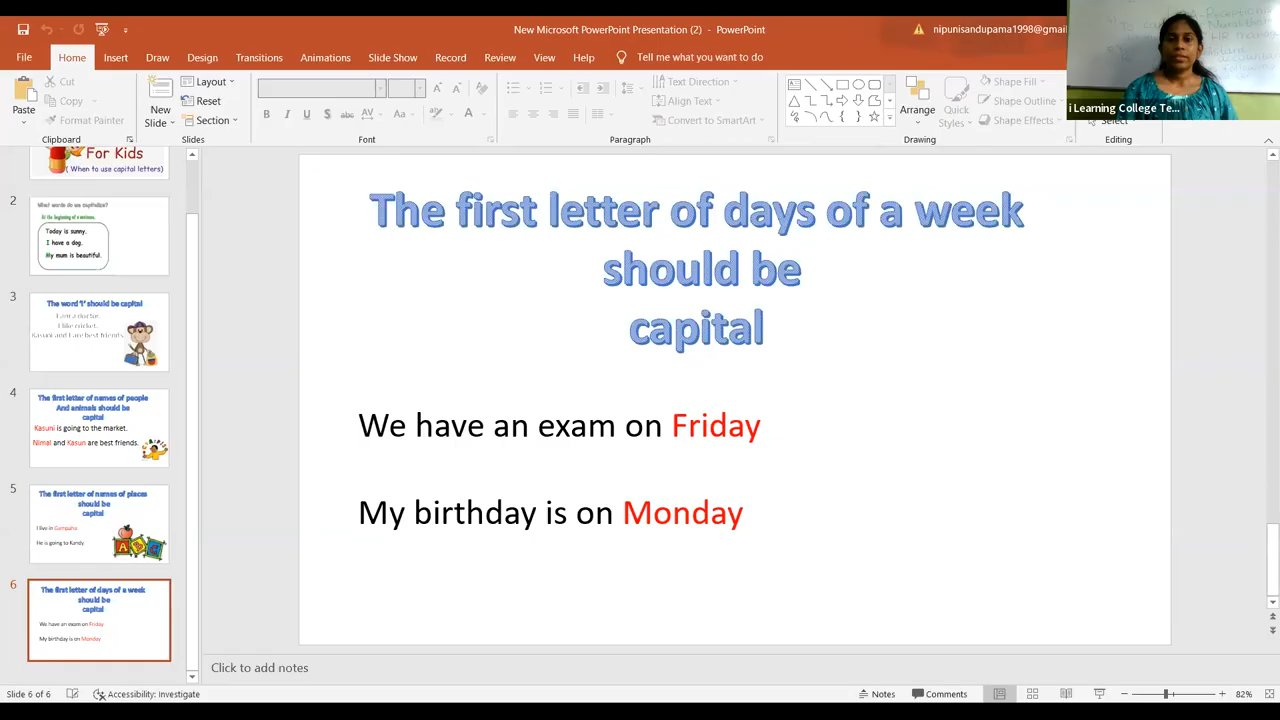 New Microsoft PowerPoint Presentation (2) - PowerPoint
nipunisandupama1998@gmail
File Home Insert Draw Design Transitions Animations Slide Show Record Review View Help Tell me what you want to do
Paste
Cut
Copy
Format Painter
Clipboard
New
Slide
Layout
Reset
Section
Slides
Font
Text Direction
Align Text
Convert to SmartArt
Paragraph
Arrange
Quick
Styles
Shape Fill
Shape Outline
Shape Effects
Drawing
Select
Editing
i Learning College Te...
For Kids
( When to use capital letters)
2
What words do we capitalize?
At the beginning of a sentence.
Today is sunny.
I have a dog.
My mum is beautiful.
3
The word 'I' should be capital
I am a doctor.
I like cricket.
Kasuni and I are best friends.
4
The first letter of names of people
And animals should be
capital
Kasuni is going to the market.
Nimal and Kasun are best friends.
5
The first letter of names of places
should be
capital
I live in Gampaha
He is going to Kandy
A B C
6
The first letter of days of a week
should be
capital
We have an exam on Friday
My birthday is on Monday
The first letter of days of a week
should be
capital
We have an exam on Friday
My birthday is on Monday
Click to add notes
Slide 6 of 6
Accessibility: Investigate
Notes
Comments
82%